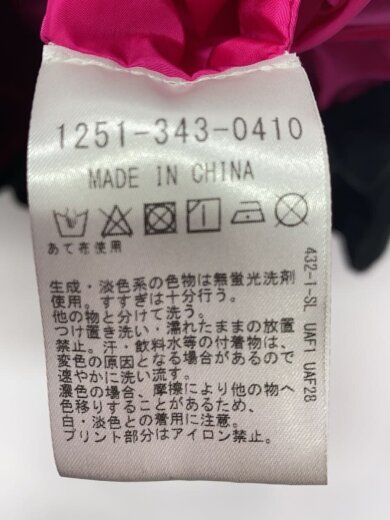 1251-343-0410
MADE IN CHINA
あて布使用
生成・淡色系の色物は無蛍光洗剤
使用。すすぎは十分行う。
他の物と分けて洗う。
つけ置き洗い・濡れたままの放置
禁止。汗・飲料水等の付着物は、
変色の原因となる場合があるので
速やかに洗い流す。
濃色の場合、摩擦により他の物へ
色移りすることがあるため、
白・淡色との着用に注意。
プリント部分はアイロン禁止。
432-1-SL UAF1 UAFR8